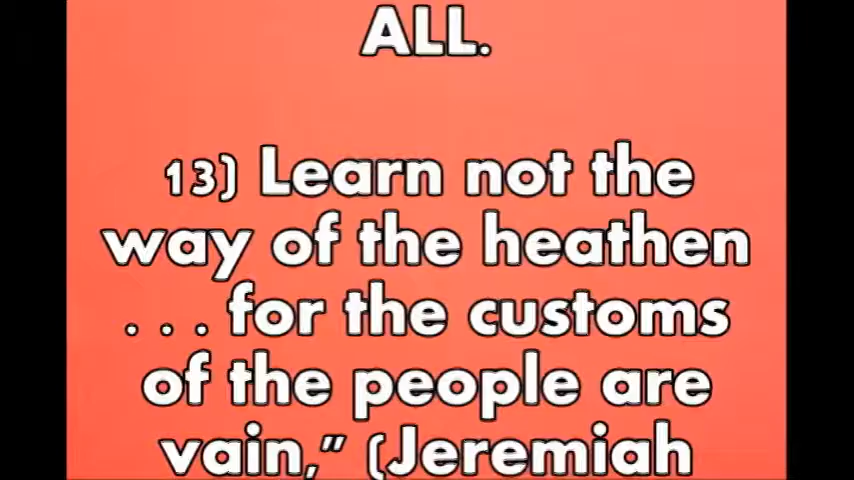 ALL.
13) Learn not the
way of the heathen
. . . for the customs
of the people are
vain,” (Jeremiah